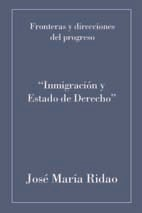 Fronteras y direcciones
del progreso
“Inmigración y
Estado de Derecho”
José María Ridao